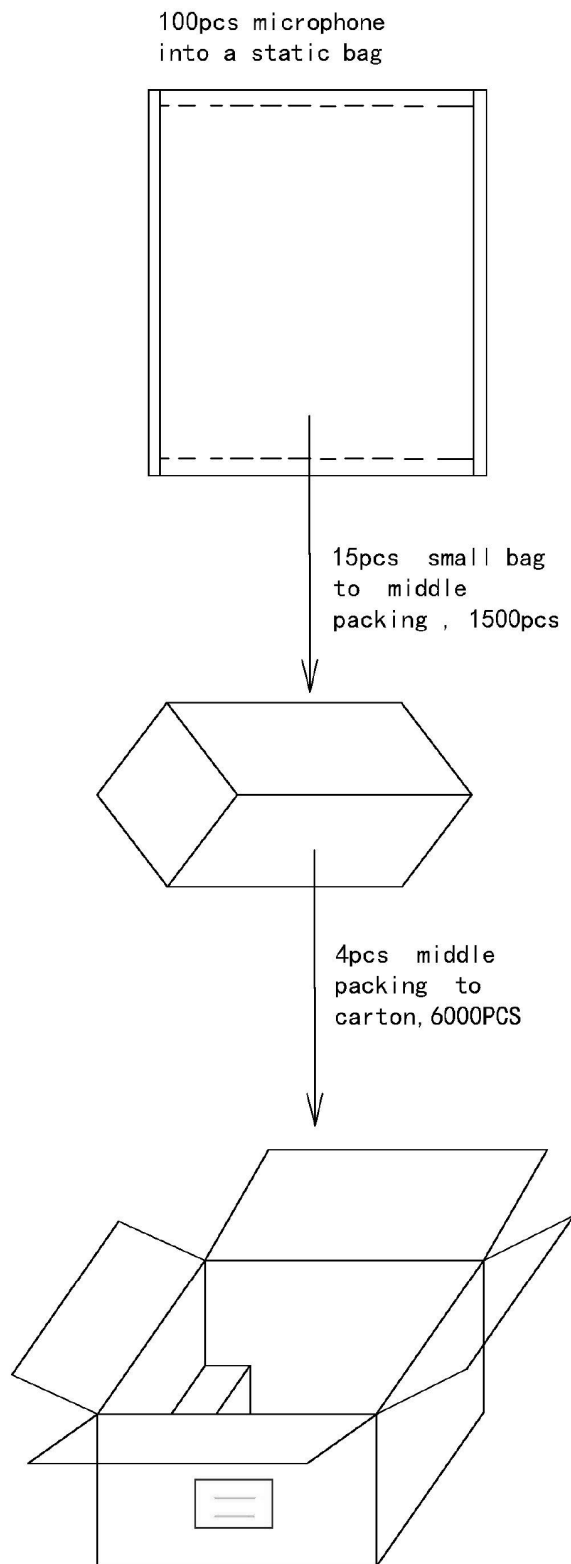 100pcs microphone
into a static bag
15pcs small bag
to middle
packing , 1500pcs
4pcs middle
packing to
carton, 6000PCS